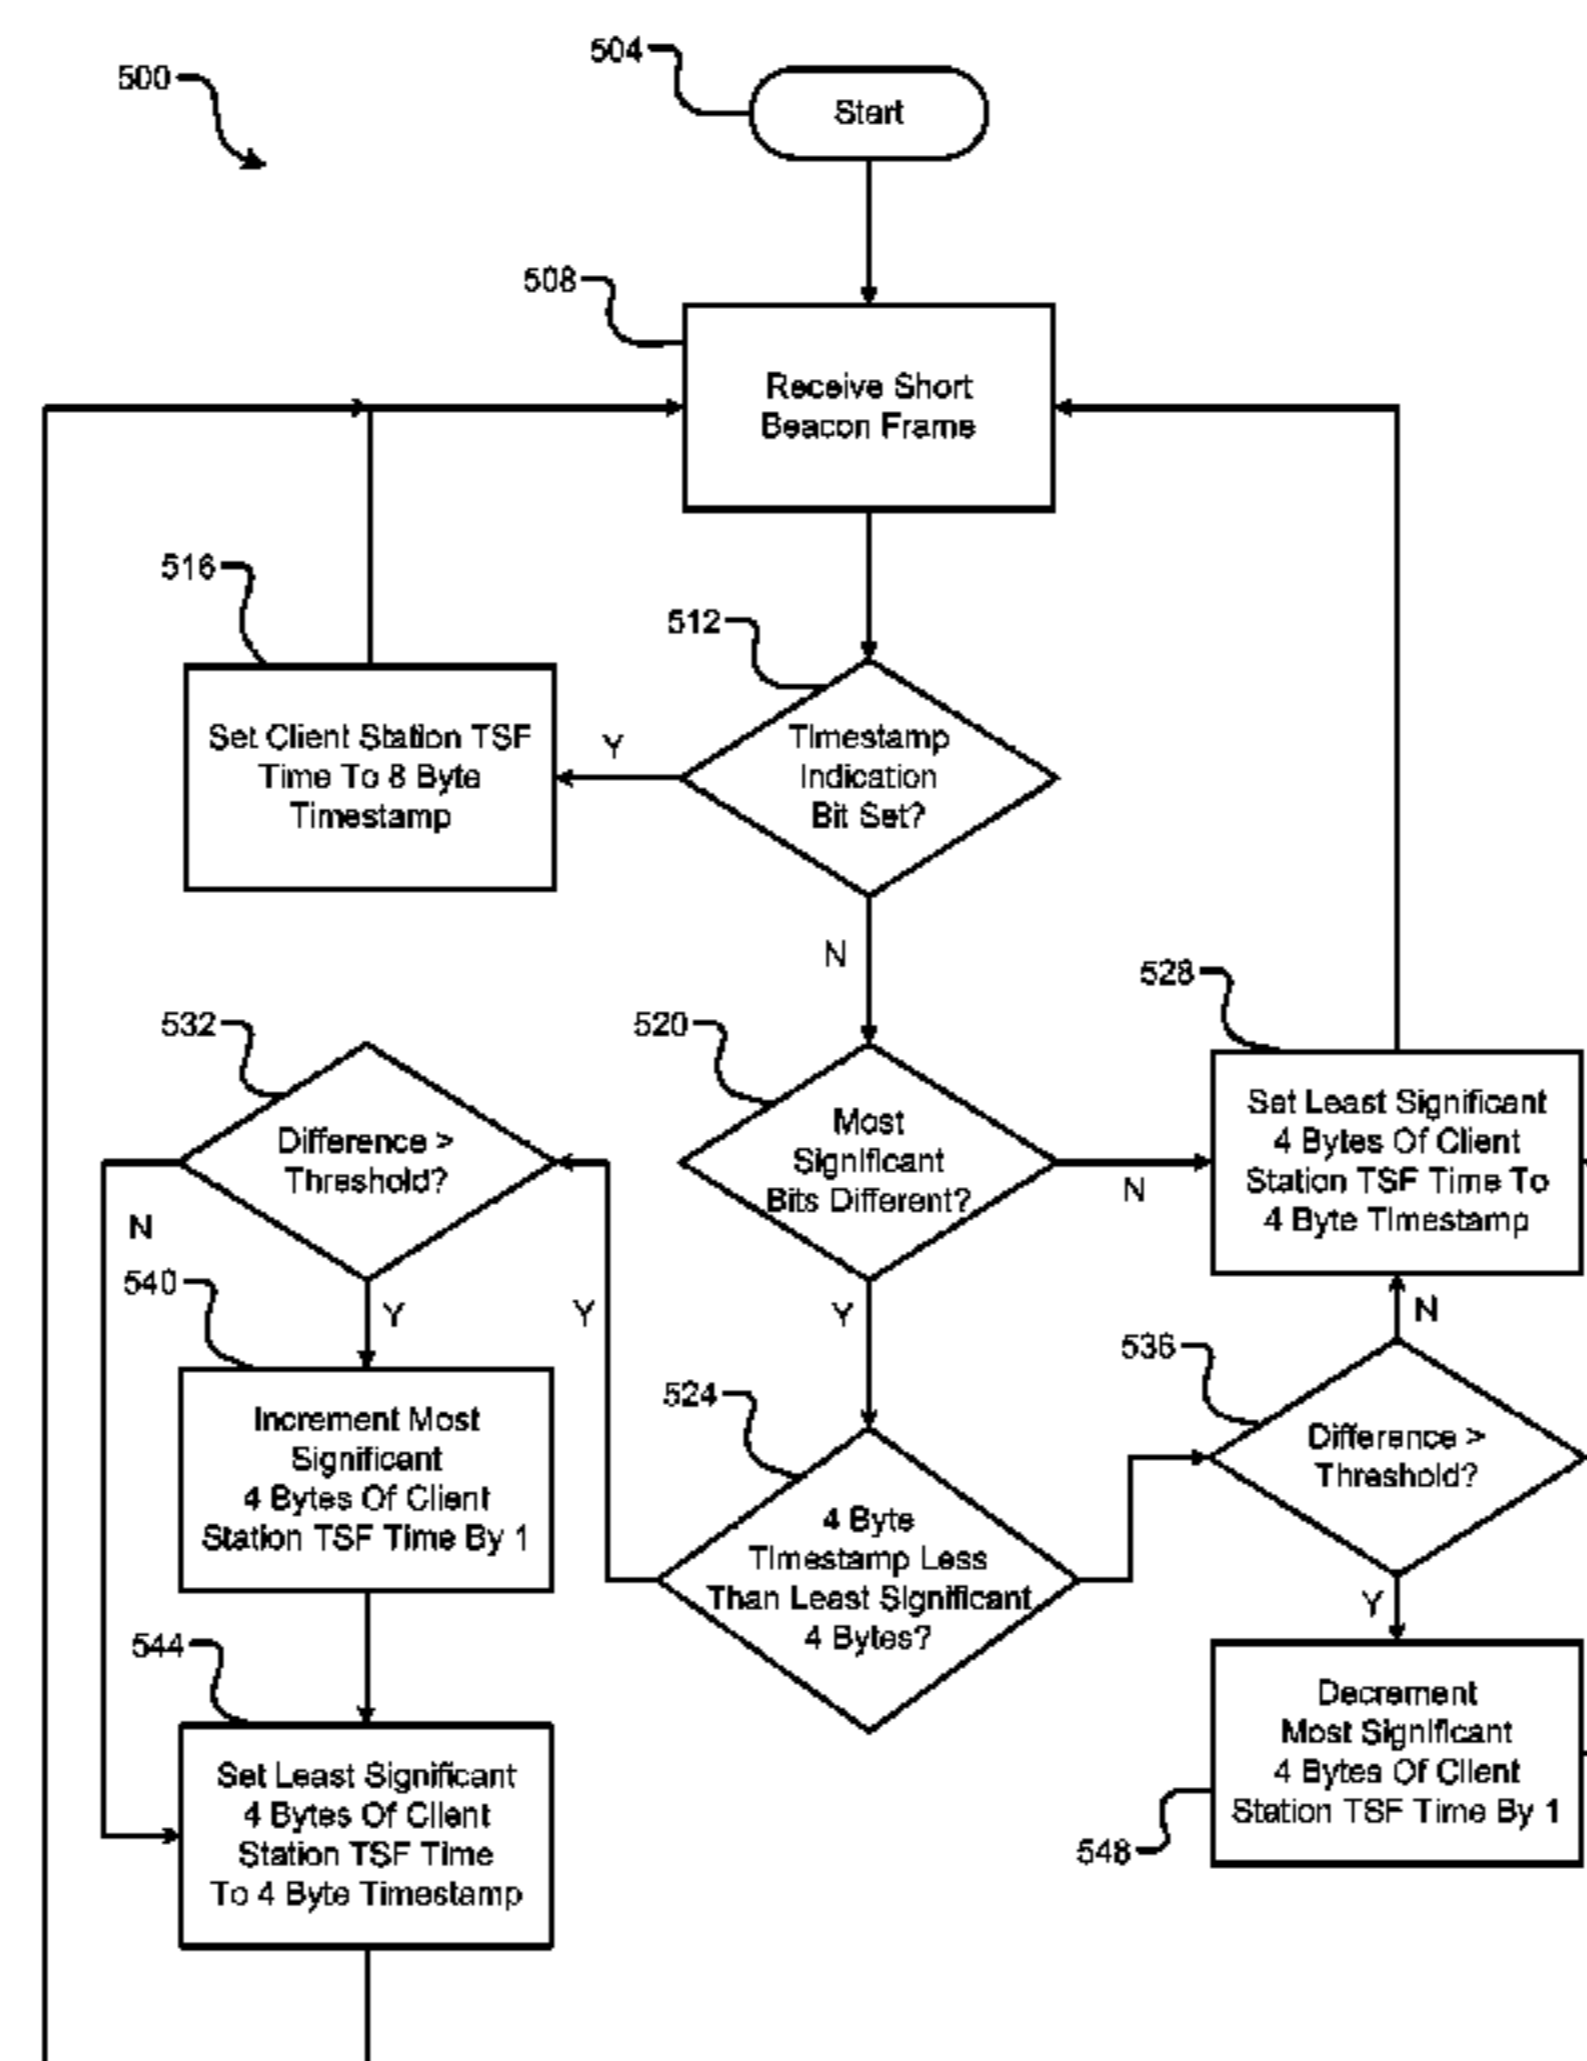 500
504
Start
508
Receive Short
Beacon Frame
516
Set Client Station TSF
Time To 8 Byte
Timestamp
Y
512
Timestamp
Indication
Bit Set?
N
532
Difference >
Threshold?
N
Y
520
Most
Significant
Bits Different?
N
Y
528
Set Least Significant
4 Bytes Of Client
Station TSF Time To
4 Byte Timestamp
540
Increment Most
Significant
4 Bytes Of Client
Station TSF Time By 1
Y
524
4 Byte
Timestamp Less
Than Least Significant
4 Bytes?
N
536
Difference >
Threshold?
Y
544
Set Least Significant
4 Bytes Of Client
Station TSF Time
To 4 Byte Timestamp
Decrement
Most Significant
4 Bytes Of Client
Station TSF Time By 1
548